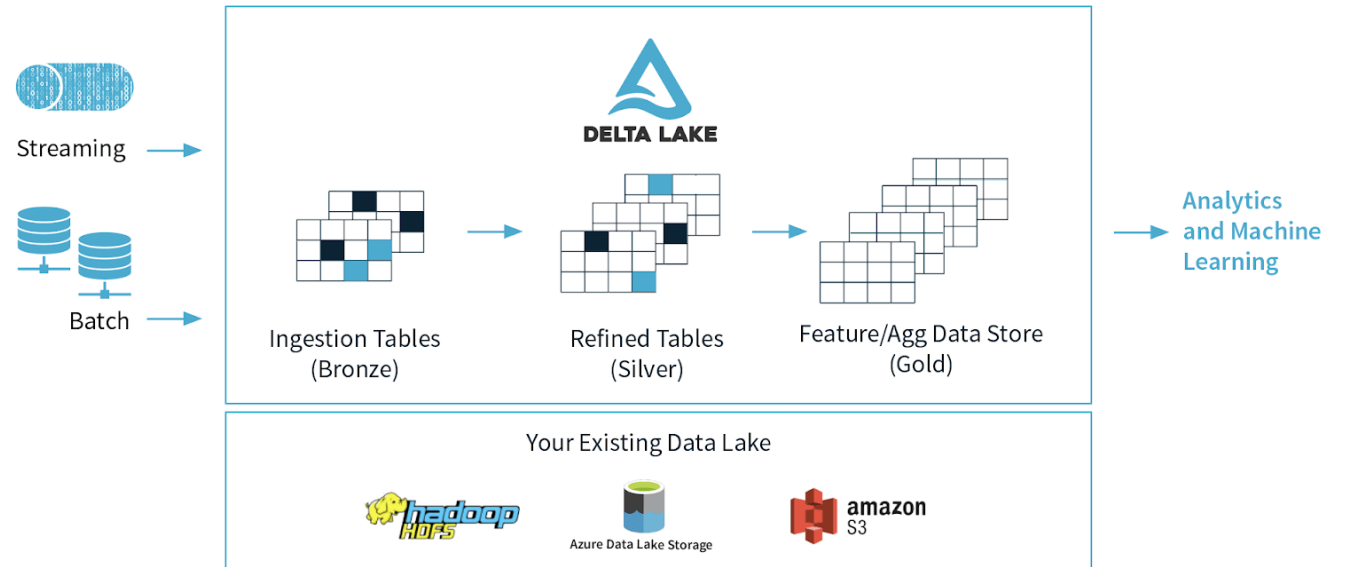 DELTA LAKE
Streaming
Batch
Ingestion Tables
(Bronze)
Refined Tables
(Silver)
Feature/Agg Data Store
(Gold)
Analytics
and Machine
Learning
Your Existing Data Lake
hadoop
HDFS
Azure Data Lake Storage
amazon
S3